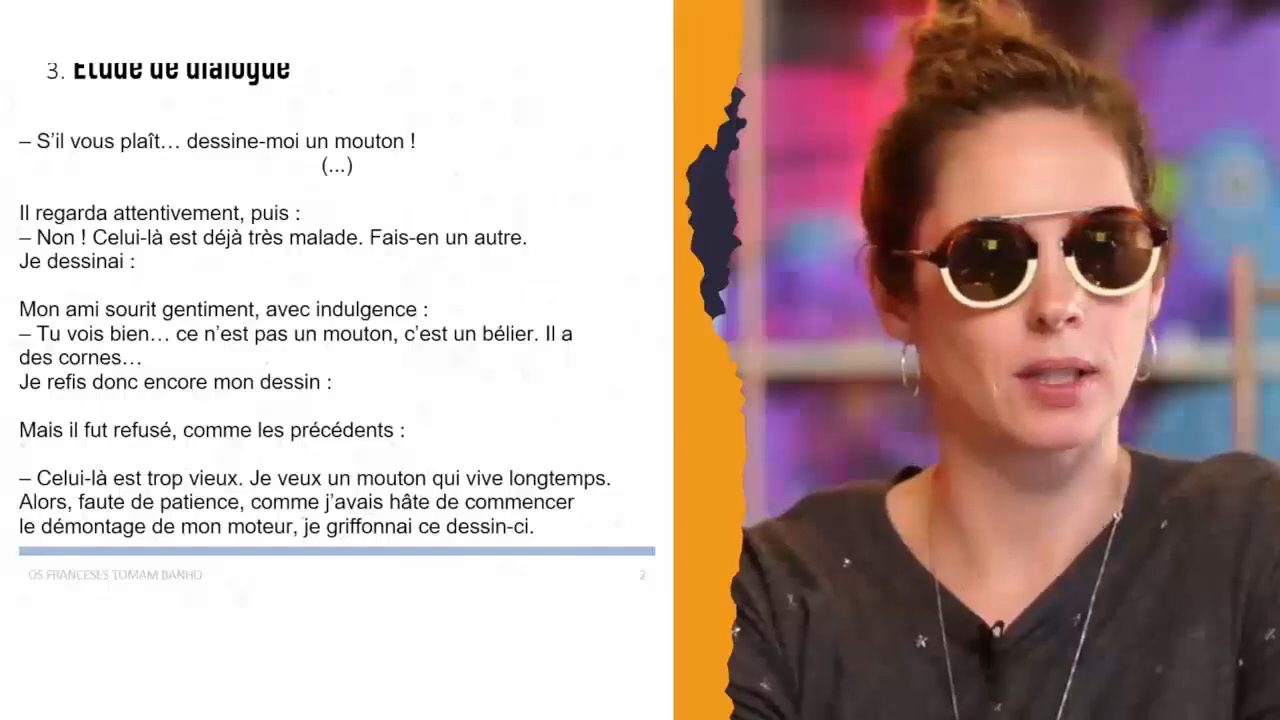 3. Étude de dialogue
– S’il vous plaît… dessine-moi un mouton !
(...)
Il regarda attentivement, puis :
– Non ! Celui-là est déjà très malade. Fais-en un autre.
Je dessinai :
Mon ami sourit gentiment, avec indulgence :
– Tu vois bien… ce n’est pas un mouton, c’est un bélier. Il a
des cornes…
Je refis donc encore mon dessin :
Mais il fut refusé, comme les précédents :
– Celui-là est trop vieux. Je veux un mouton qui vive longtemps.
Alors, faute de patience, comme j’avais hâte de commencer
le démontage de mon moteur, je griffonnai ce dessin-ci.
OS FRANCESES TOMAM BANHO
2